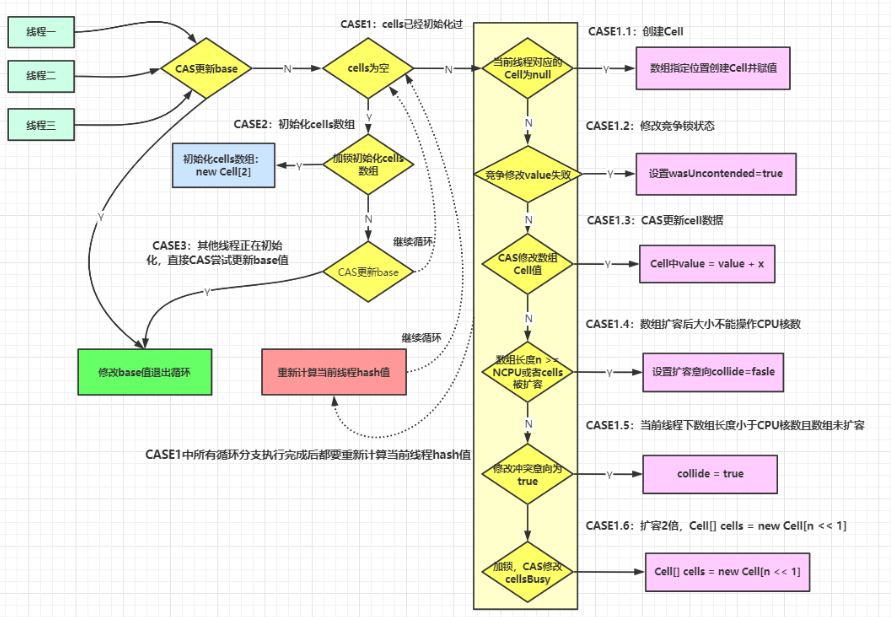 线程一
线程二
线程三
CAS更新base
N
Y
CASE1：cells已经初始化过
cells为空
N
Y
CASE2：初始化cells数组
初始化cells数组：
new Cell[2]
Y
加锁初始化cells
数组
N
CASE3：其他线程正在初始
化，直接CAS尝试更新base值
CAS更新base
Y
继续循环
继续循环
修改base值退出循环
重新计算当前线程hash值
CASE1中所有循环分支执行完成后都要重新计算当前线程hash值
当前线程对应的
Cell为null
Y
CASE1.1：创建Cell
数组指定位置创建Cell并赋值
N
CASE1.2：修改竞争锁状态
竞争修改value失败
Y
设置wasUncontended=true
N
CASE1.3：CAS更新cell数据
CAS修改数组
Cell值
Y
Cell中value = value + x
N
CASE1.4：数组扩容后大小不能操作CPU核数
数组长度n >=
NCPU或者cells
被扩容
Y
设置扩容意向collide=fasle
N
CASE1.5：当前线程下数组长度小于CPU核数且数组未扩容
修改冲突意向为
true
Y
collide = true
CASE1.6：扩容2倍，Cell[] cells = new Cell[n << 1]
加锁，CAS修改
cellsBusy
Y
Cell[] cells = new Cell[n << 1]